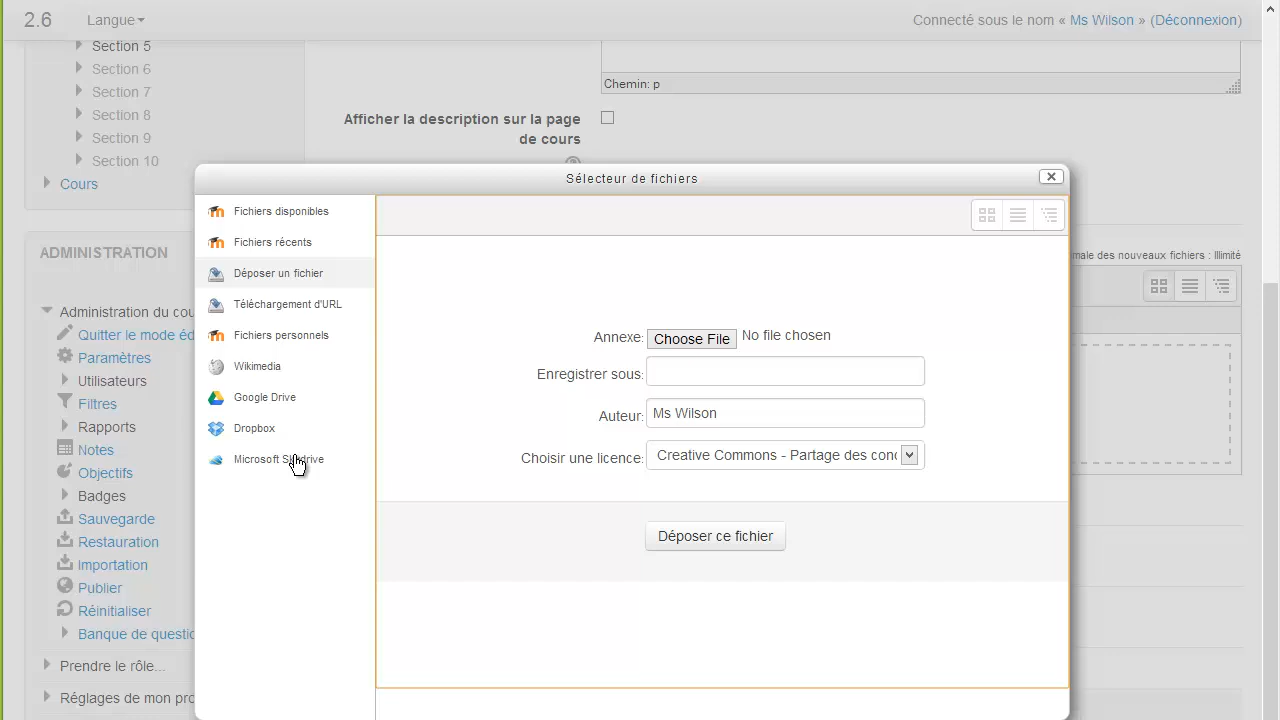 2.6 Langue Connecté sous le nom « Ms Wilson » (Déconnexion)
Section 5
Section 6
Section 7
Section 8
Section 9
Section 10
Cours
Chemin: p
Afficher la description sur la page
de cours
ADMINISTRATION
Administration du cou
Quitter le mode éd
Paramètres
Utilisateurs
Filtres
Rapports
Notes
Objectifs
Badges
Sauvegarde
Restauration
Importation
Publier
Réinitialiser
Banque de questio
Prendre le rôle...
Réglages de mon pro
male des nouveaux fichiers : Illimité
Sélecteur de fichiers
Fichiers disponibles
Fichiers récents
Déposer un fichier
Téléchargement d'URL
Fichiers personnels
Wikimedia
Google Drive
Dropbox
Microsoft
Annexe: Choose File No file chosen
Enregistrer sous:
Auteur: Ms Wilson
Choisir une licence: Creative Commons - Partage des conc
Déposer ce fichier